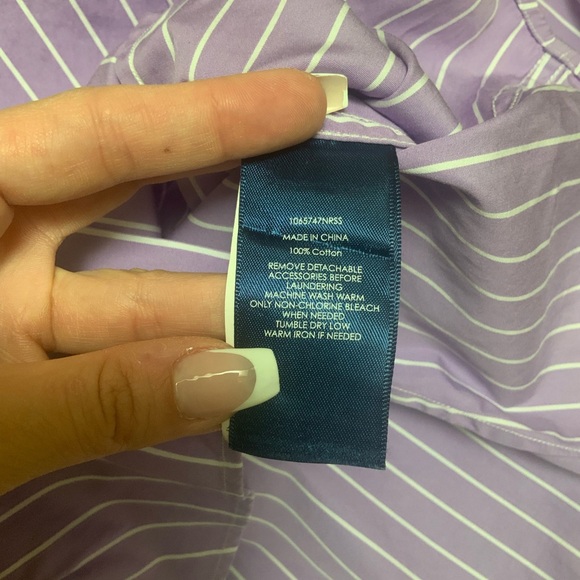 1065747NRSS
MADE IN CHINA
100% Cotton
REMOVE DETACHABLE
ACCESSORIES BEFORE
LAUNDERING
MACHINE WASH WARM
ONLY NON-CHLORINE BLEACH
WHEN NEEDED
TUMBLE DRY LOW
WARM IRON IF NEEDED